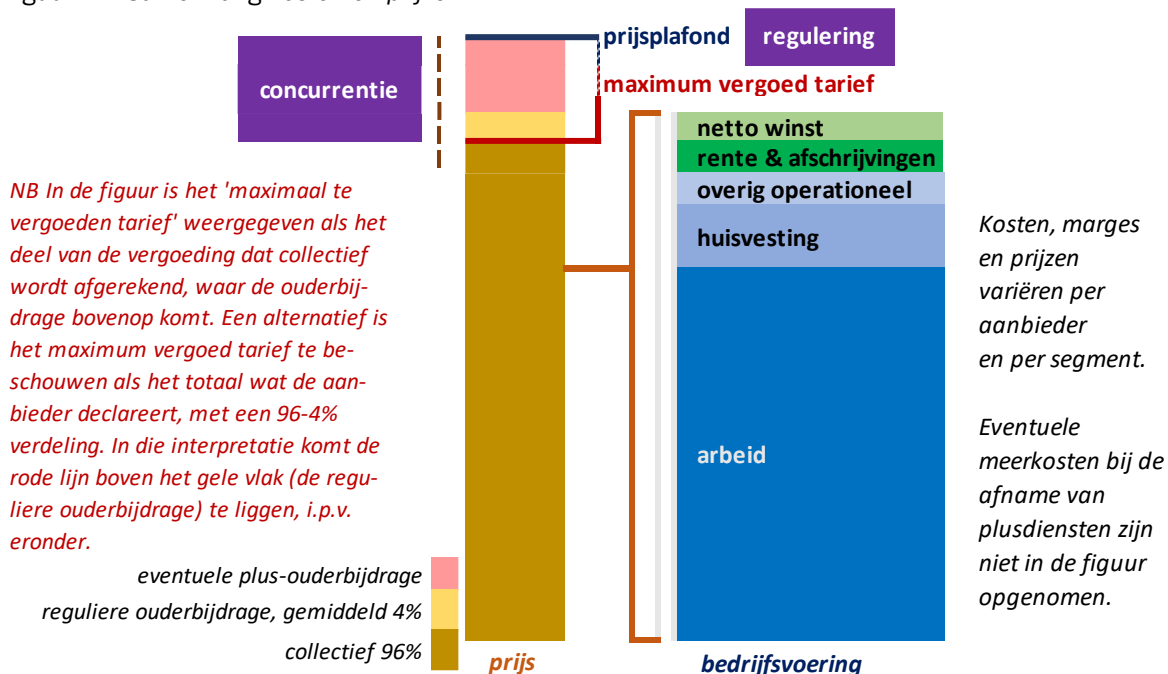 prijsplafond
regulering
concurrentie
maximum vergoed tarief
netto winst
rente & afschrijvingen
overig operationeel
huisvesting
arbeid
NB In de figuur is het 'maximaal te
vergoeden tarief' weergegeven als het
deel van de vergoeding dat collectief
wordt afgerekend, waar de ouderbij-
drage bovenop komt. Een alternatief is
het maximum vergoed tarief te be-
schouwen als het totaal wat de aan-
bieder declareert, met een 96-4%
verdeling. In die interpretatie komt de
rode lijn boven het gele vlak (de regu-
liere ouderbijdrage) te liggen, i.p.v.
eronder.
Kosten, marges
en prijzen
variëren per
aanbieder
en per segment.
Eventuele
meerkosten bij de
afname van
plusdiensten zijn
niet in de figuur
opgenomen.
eventuele plus-ouderbijdrage
reguliere ouderbijdrage, gemiddeld 4%
collectief 96%
prijs
bedrijfsvoering